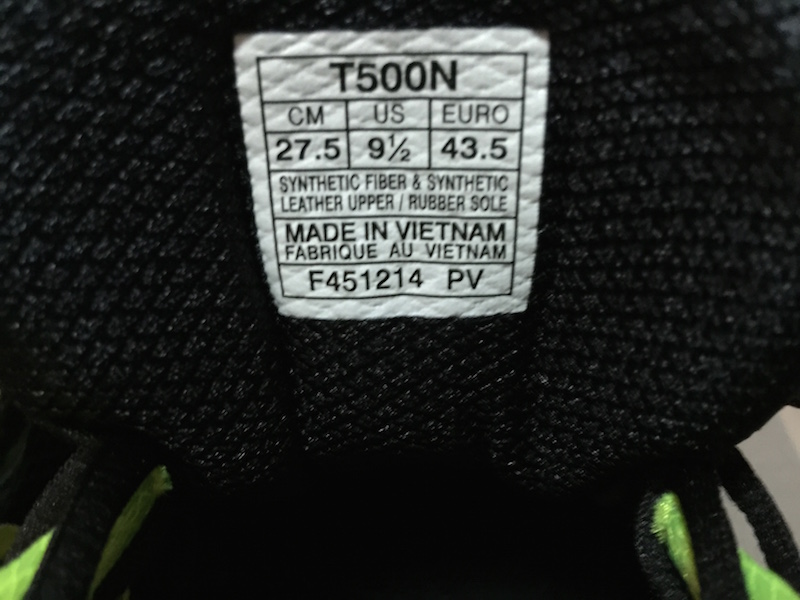 T500N
CM US EURO
27.5 9½ 43.5
SYNTHETIC FIBER & SYNTHETIC
LEATHER UPPER / RUBBER SOLE
MADE IN VIETNAM
FABRIQUE AU VIETNAM
F451214 PV